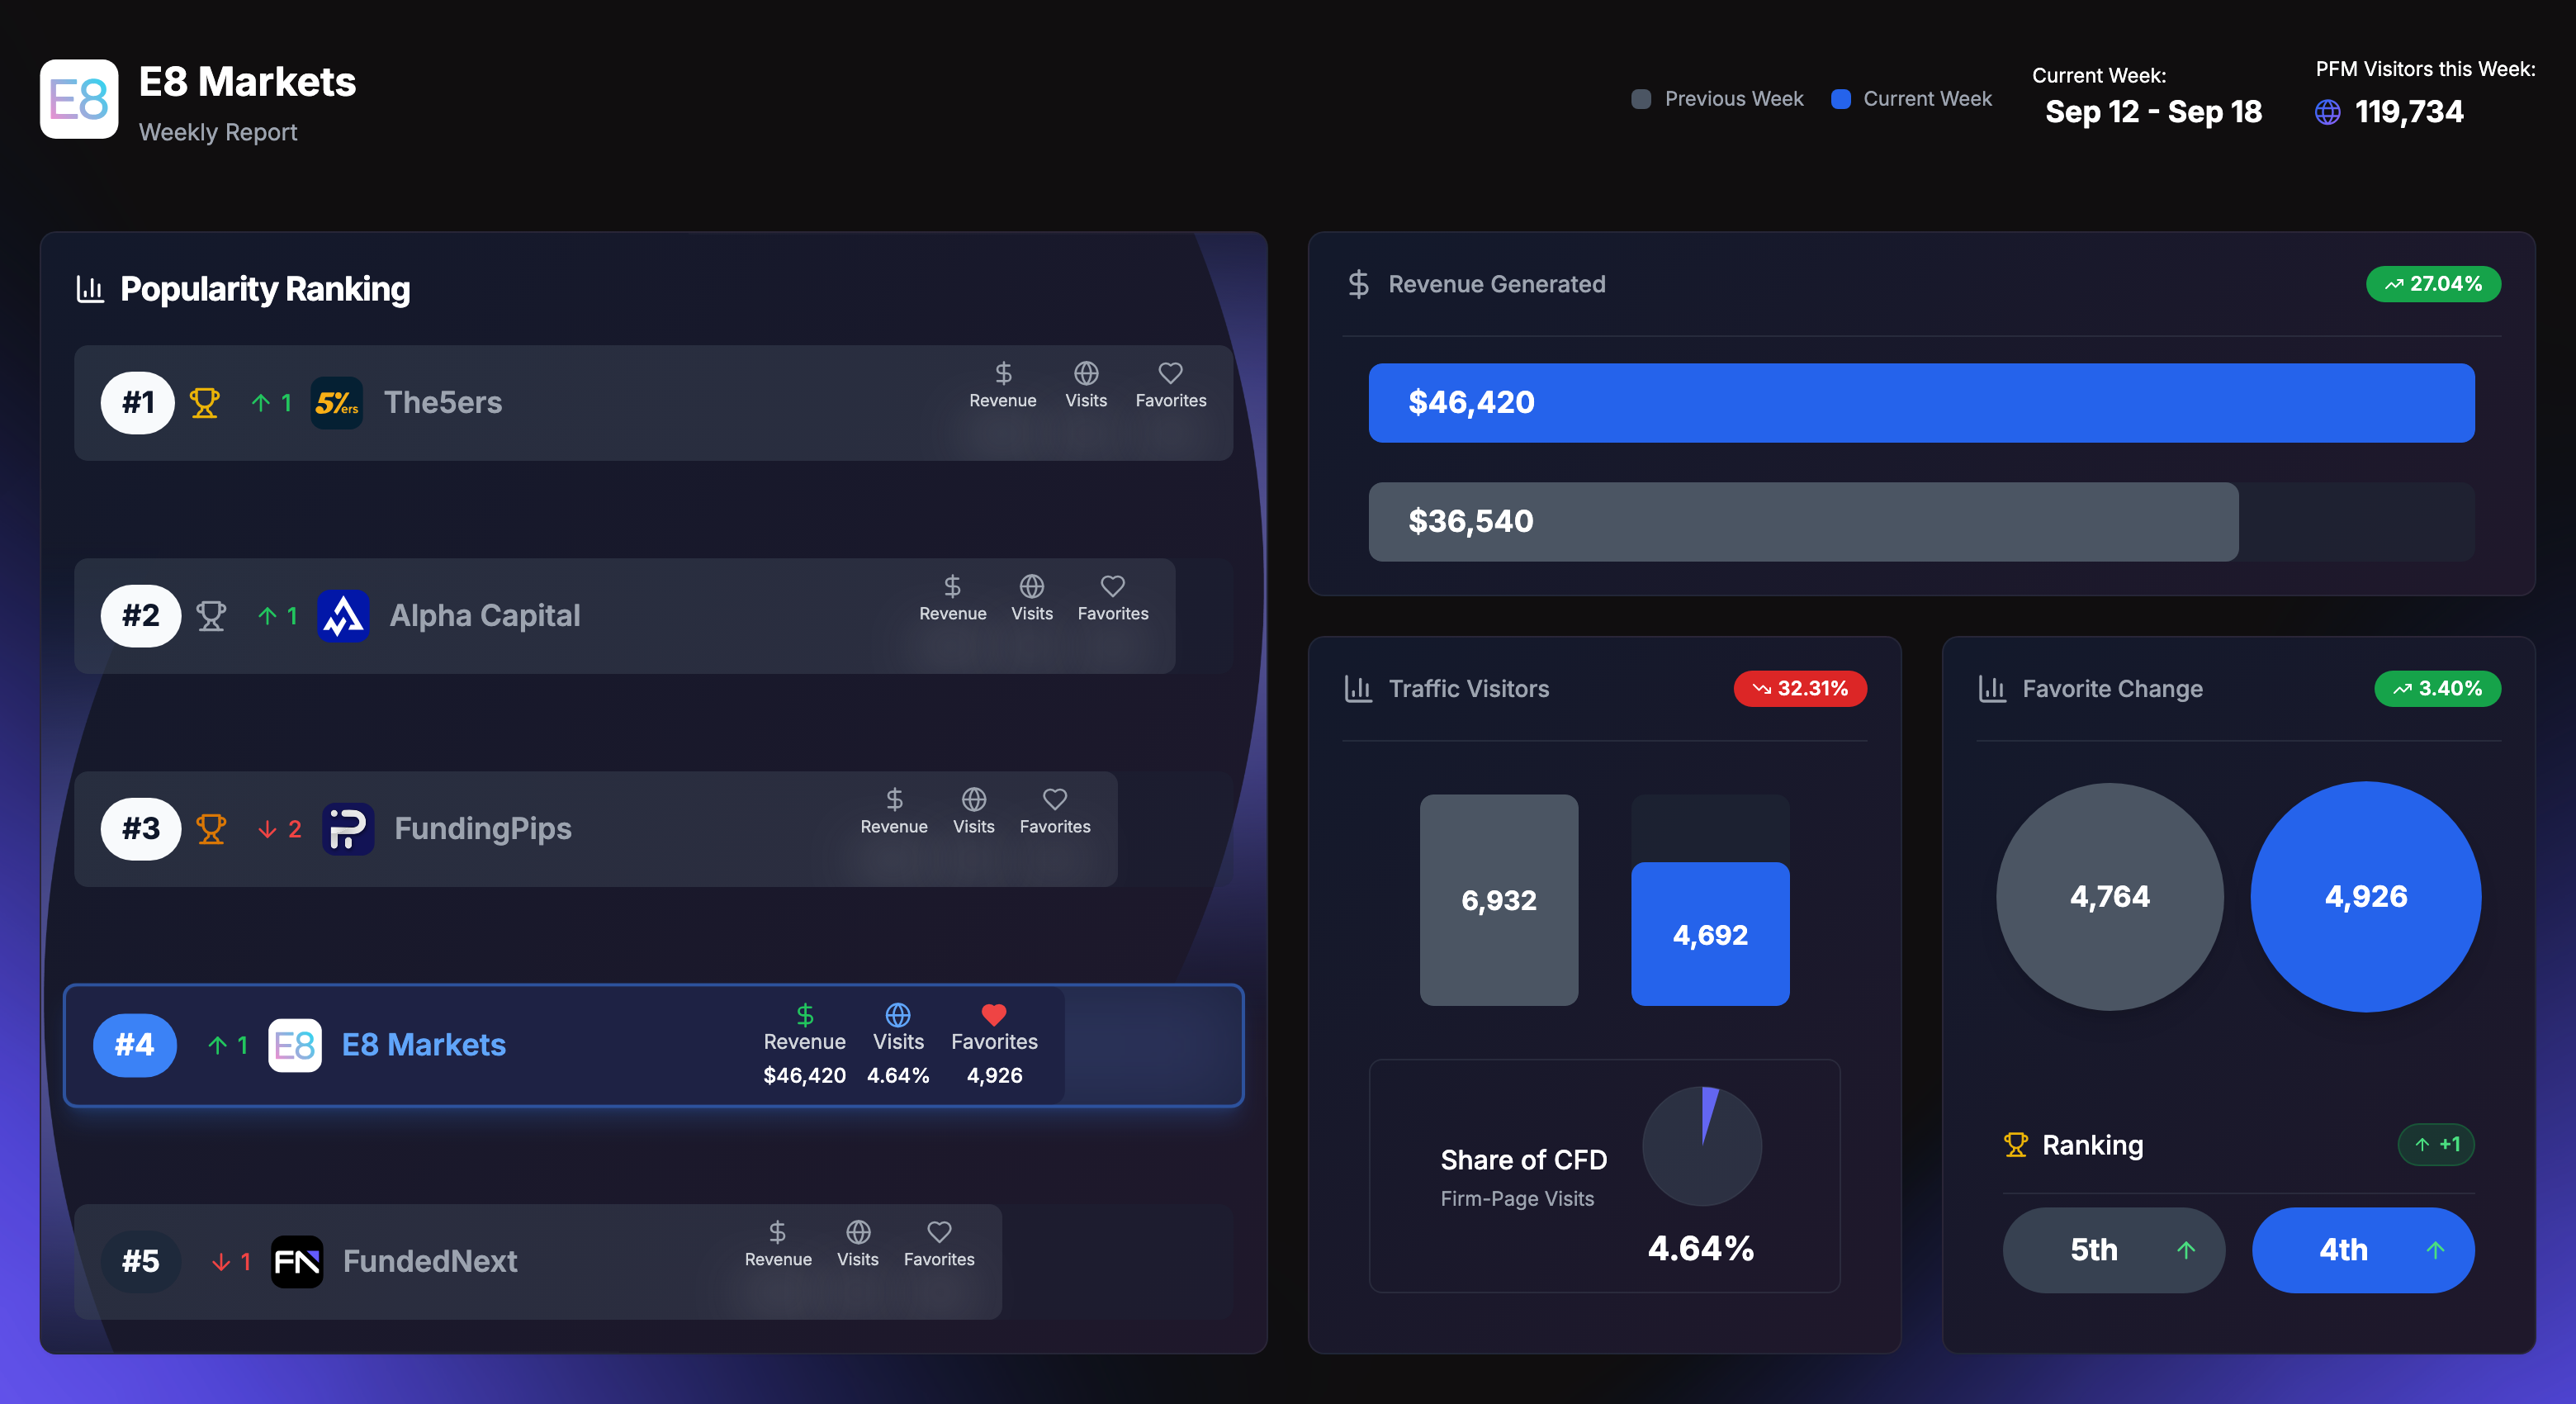 E8
E8 Markets
Weekly Report
Previous Week
Current Week
Current Week:
Sep 12 - Sep 18
PFM Visitors this Week:
119,734
Popularity Ranking
#1
1
5%ers
The5ers
Revenue
Visits
Favorites
#2
1
Alpha Capital
Revenue
Visits
Favorites
#3
2
FundingPips
Revenue
Visits
Favorites
#4
1
E8
E8 Markets
Revenue
Visits
Favorites
$46,420
4.64%
4,926
#5
1
FN
FundedNext
Revenue
Visits
Favorites
Revenue Generated
27.04%
$46,420
$36,540
Traffic Visitors
32.31%
6,932
4,692
Share of CFD
Firm-Page Visits
4.64%
Favorite Change
3.40%
4,764
4,926
Ranking
+1
5th
4th